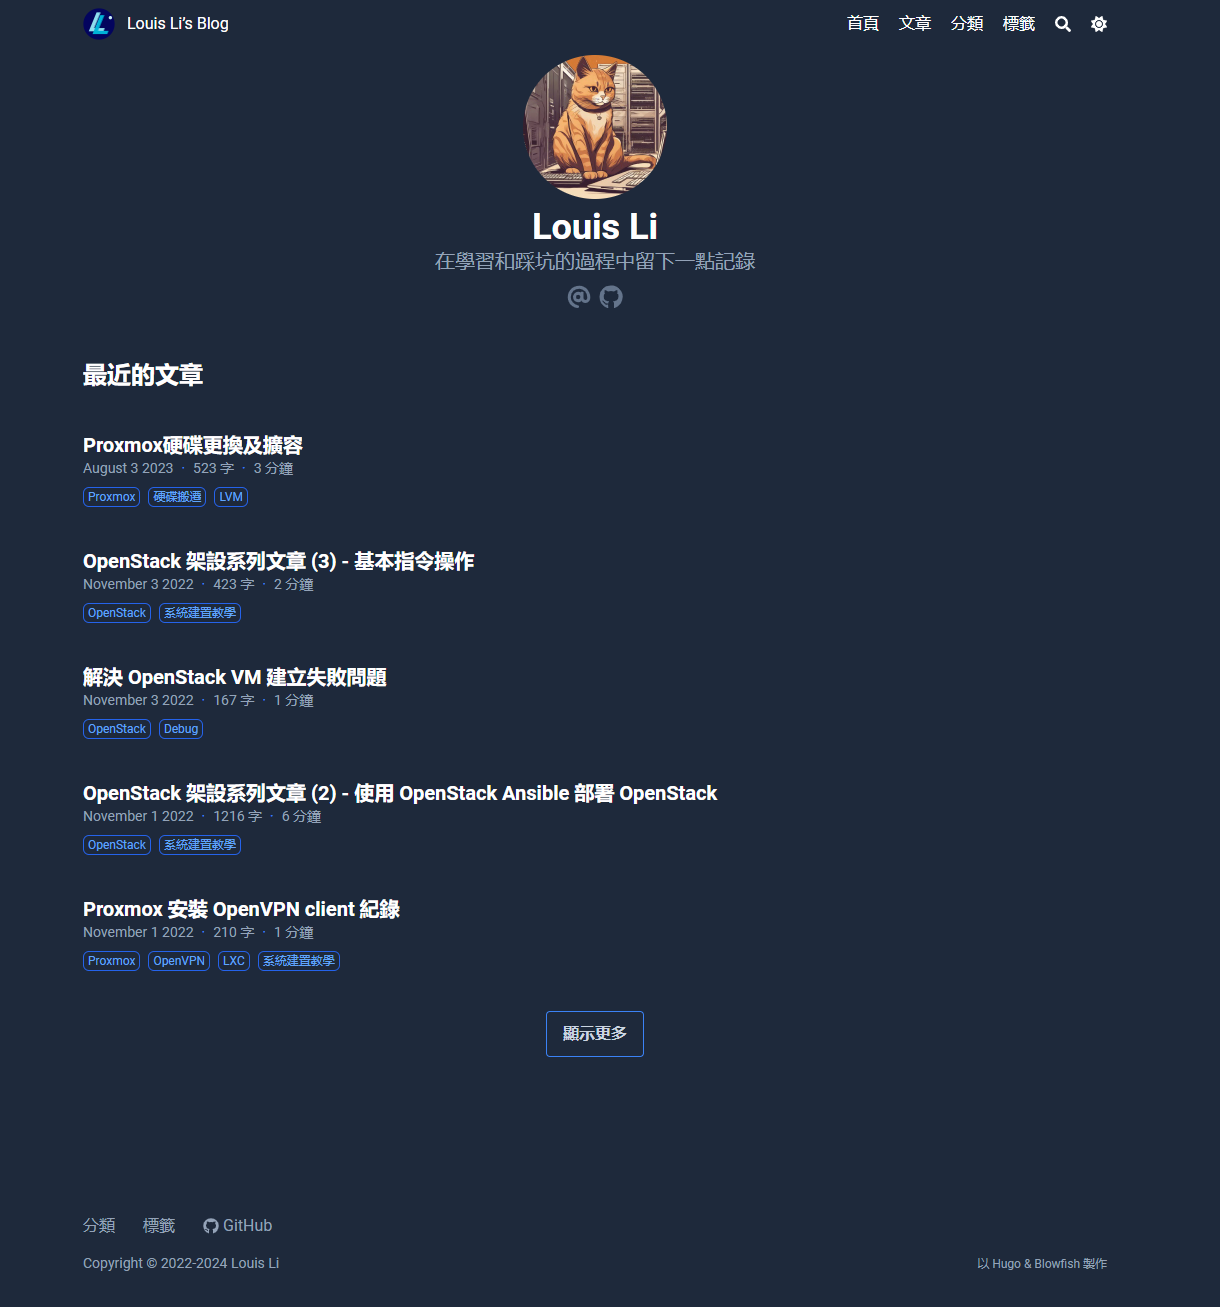 Louis Li's Blog
首頁 文章 分類 標籤
Louis Li
在學習和踩坑的過程中留下一點記錄
最近的文章
Proxmox硬碟更換及擴容
August 3 2023 · 523 字 · 3 分鐘
Proxmox 硬碟搬遷 LVM
OpenStack 架設系列文章 (3) - 基本指令操作
November 3 2022 · 423 字 · 2 分鐘
OpenStack 系統建置教學
解決 OpenStack VM 建立失敗問題
November 3 2022 · 167 字 · 1 分鐘
OpenStack Debug
OpenStack 架設系列文章 (2) - 使用 OpenStack Ansible 部署 OpenStack
November 1 2022 · 1216 字 · 6 分鐘
OpenStack 系統建置教學
Proxmox 安裝 OpenVPN client 紀錄
November 1 2022 · 210 字 · 1 分鐘
Proxmox OpenVPN LXC 系統建置教學
顯示更多
分類 標籤 GitHub
Copyright © 2022-2024 Louis Li
以 Hugo & Blowfish 製作